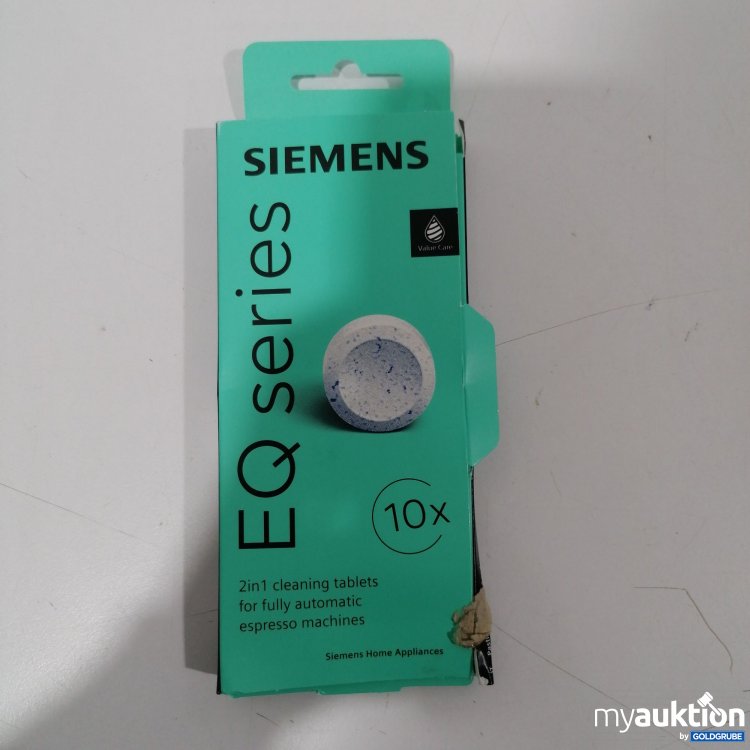 SIEMENS
Value Care
EQ series
10x
2in1 cleaning tablets
for fully automatic
espresso machines
Siemens Home Appliances
myauktion
by GOLDGRUBE